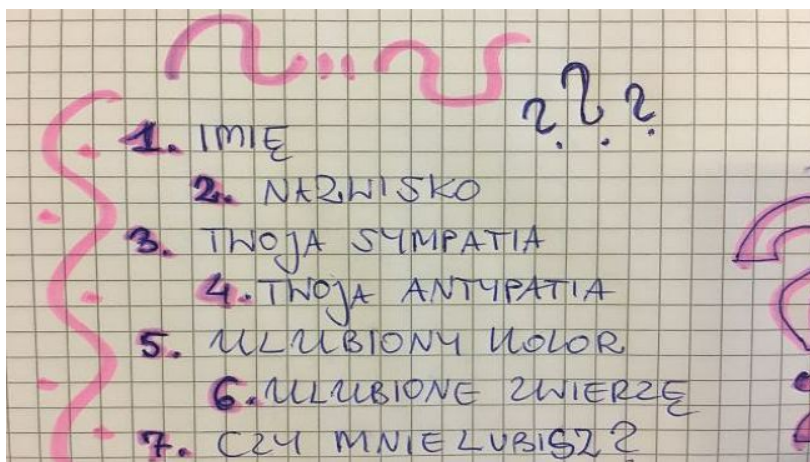 ???
1. IMIĘ
2. NAZWISKO
3. TWOJA SYMPATIA
4. TWOJA ANTYPATIA
5. ULUBIONY KOLOR
6. ULUBIONE ZWIERZĘ
7. CZY MNIE LUBISZ?